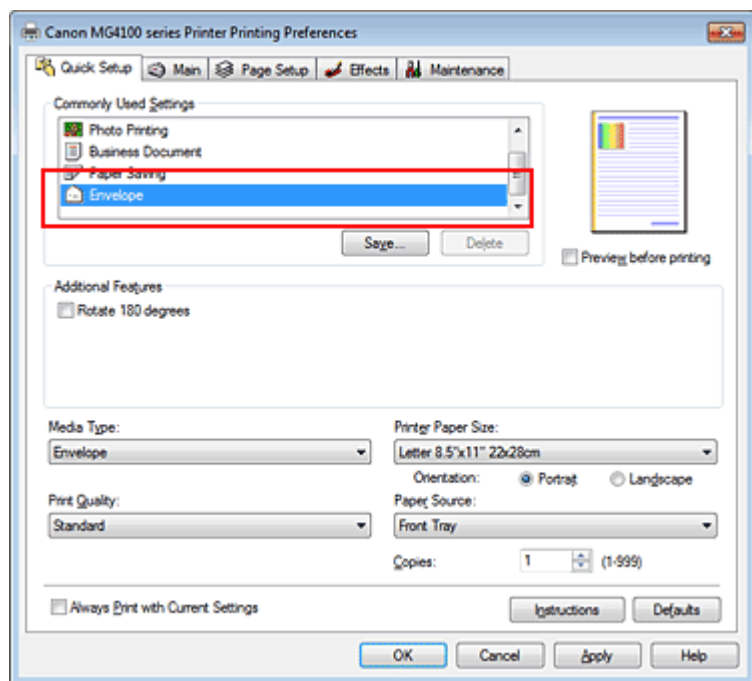 Canon MG4100 series Printer Printing Preferences
Quick Setup Main Page Setup Effects Maintenance
Commonly Used Settings
Photo Printing
Business Document
Paper Saving
Envelope
Save... Delete
Preview before printing
Additional Features
Rotate 180 degrees
Media Type:
Envelope
Printer Paper Size:
Letter 8.5"x11" 22x28cm
Orientation: Portrait Landscape
Print Quality:
Standard
Paper Source:
Front Tray
Copies: 1 (1-999)
Always Print with Current Settings
Instructions Defaults
OK Cancel Apply Help